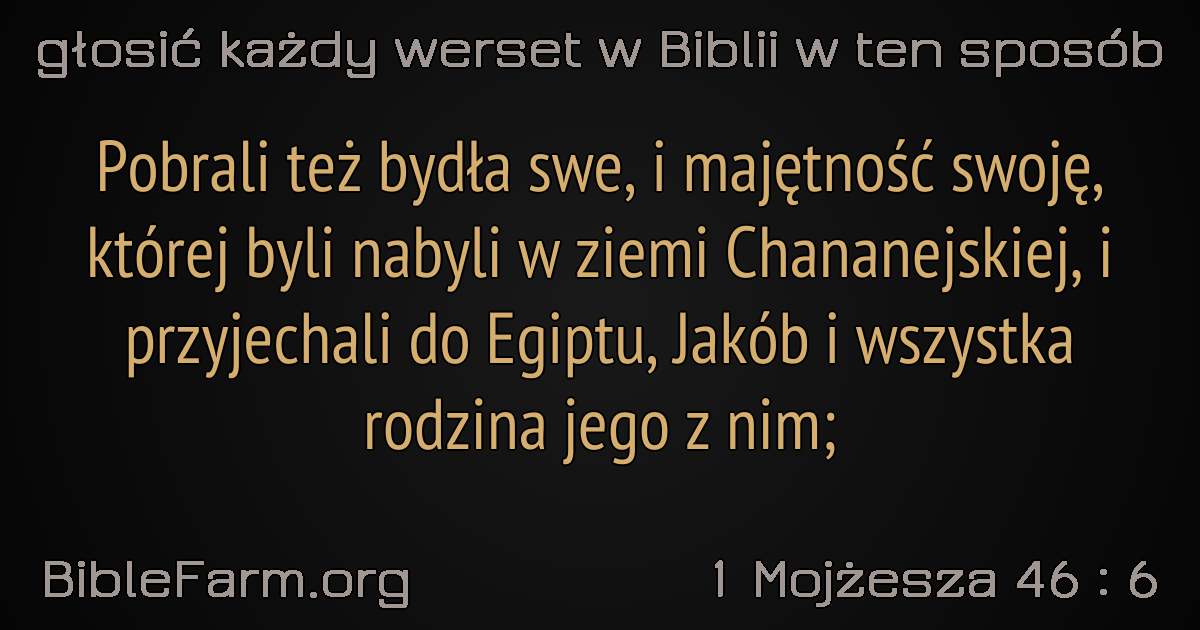 głosić każdy werset w Biblii w ten sposób
Pobrali też bydła swe, i majętność swoję,
której byli nabyli w ziemi Chananejskiej, i
przyjechali do Egiptu, Jakób i wszystka
rodzina jego z nim;
BibleFarm.org
1 Mojżesza 46 : 6